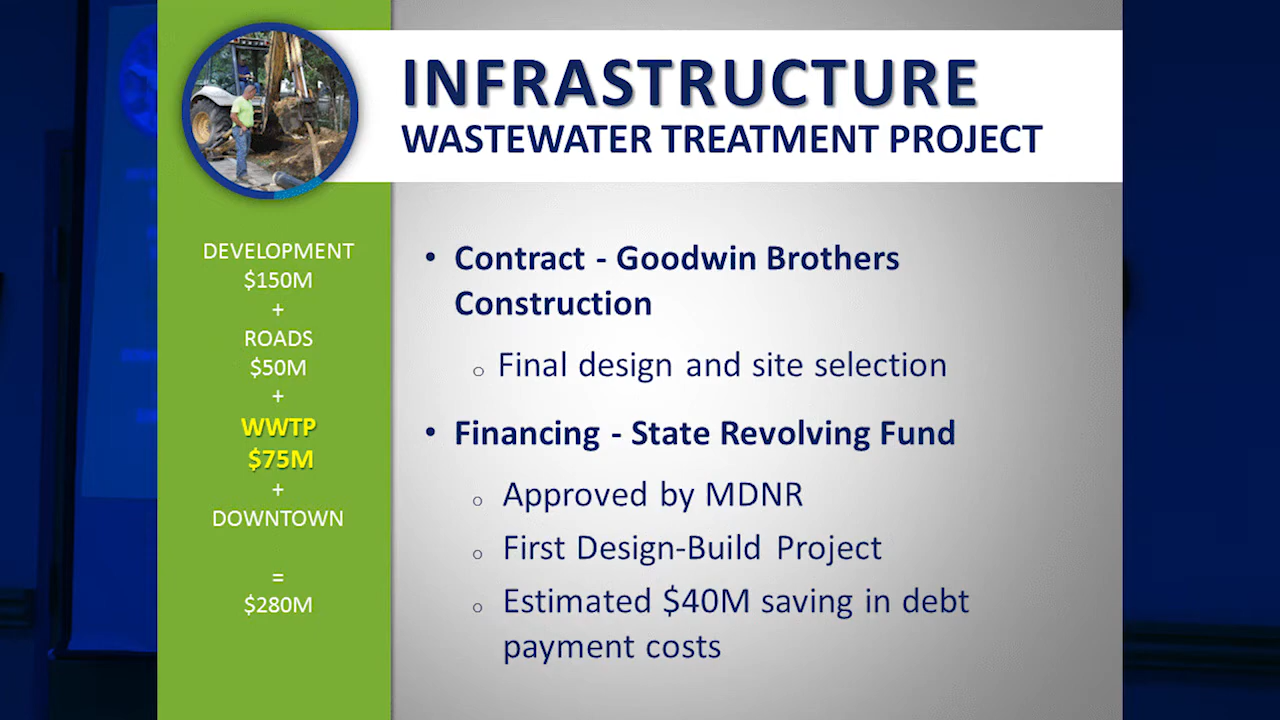 INFRASTRUCTURE
WASTEWATER TREATMENT PROJECT
DEVELOPMENT
$150M
+
ROADS
$50M
+
WWTP
$75M
+
DOWNTOWN
=
$280M
• Contract - Goodwin Brothers
Construction
o Final design and site selection
• Financing - State Revolving Fund
o Approved by MDNR
o First Design-Build Project
o Estimated $40M saving in debt
payment costs